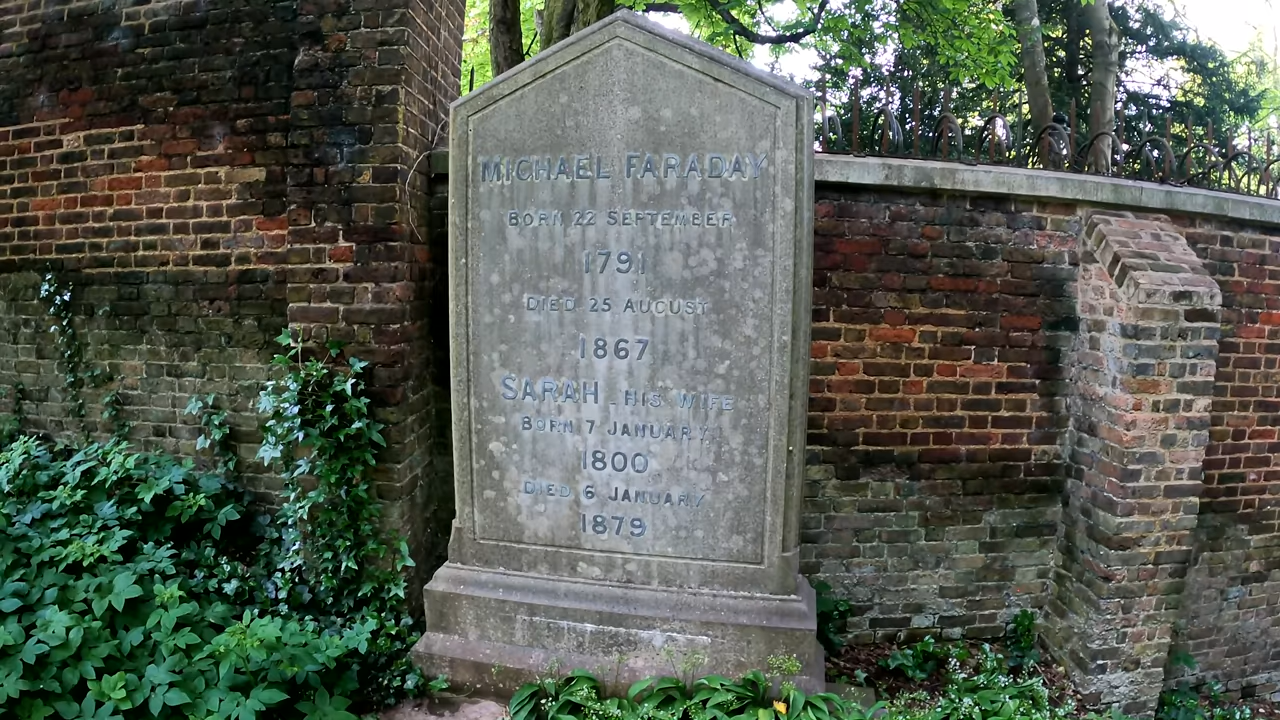 MICHAEL FARADAY
BORN 22 SEPTEMBER
1791
DIED 25 AUGUST
1867
SARAH - HIS WIFE
BORN 7 JANUARY
1800
DIED 6 JANUARY
1879